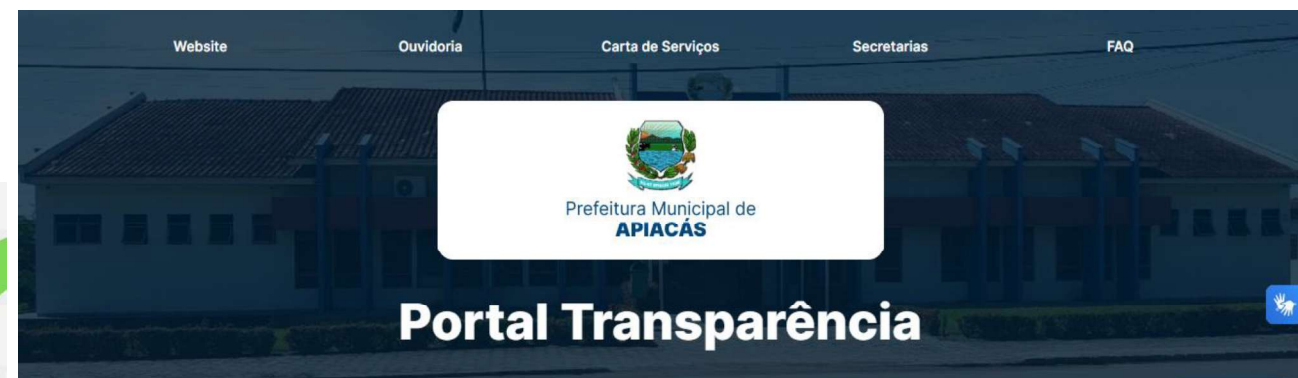 Website
Ouvidoria
Carta de Serviços
Secretarias
FAQ
Prefeitura Municipal de
APIACÁS
Portal Transparência